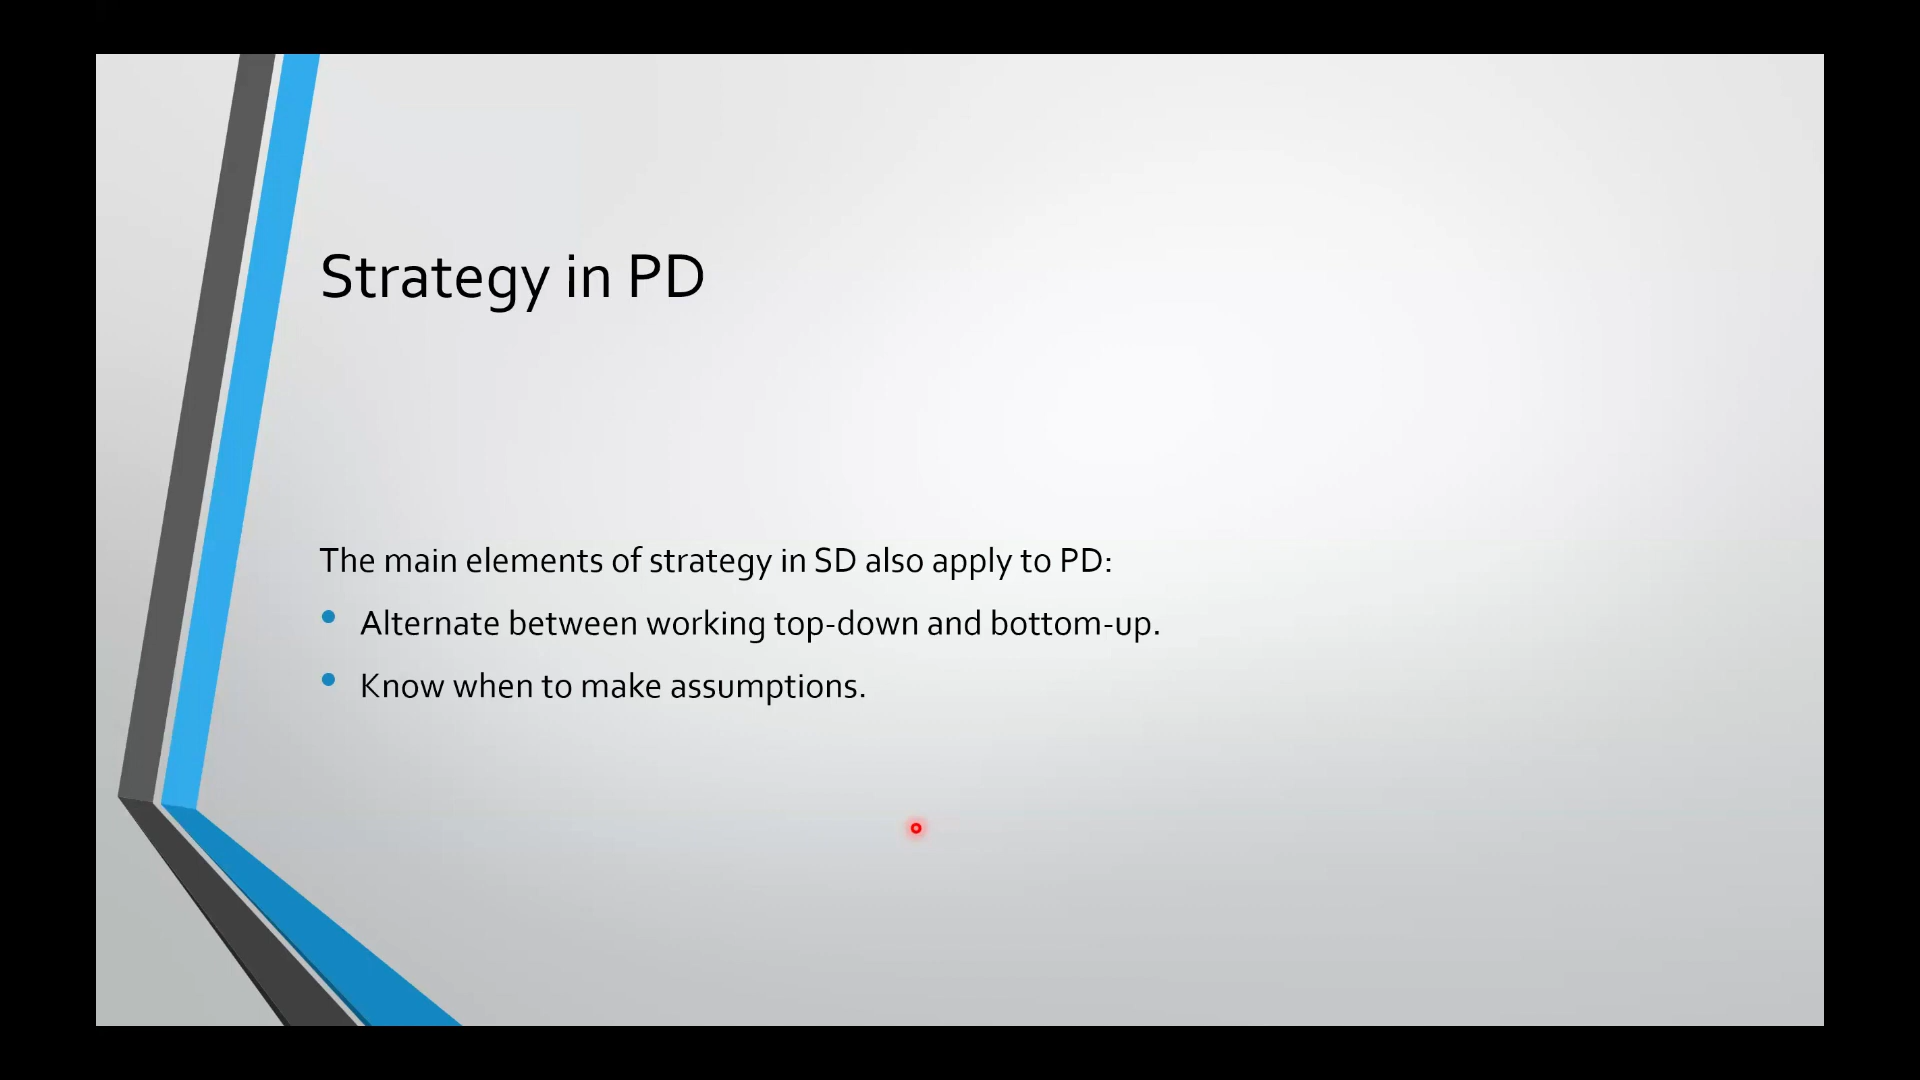 Strategy in PD
The main elements of strategy in SD also apply to PD:
Alternate between working top-down and bottom-up.
Know when to make assumptions.